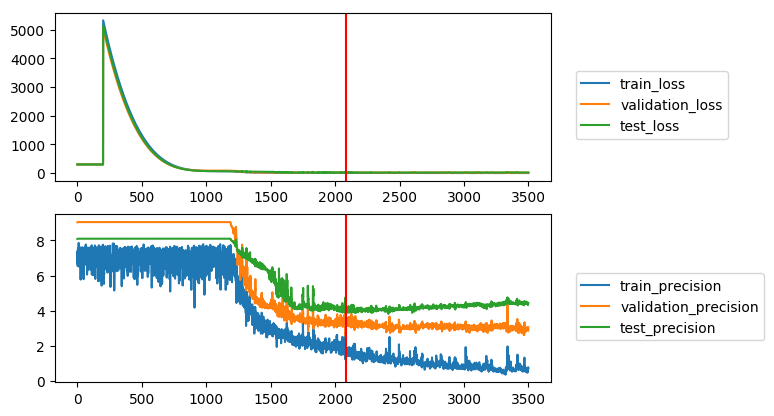 5000
4000
3000
2000
1000
0
0 500 1000 1500 2000 2500 3000 3500
train_loss
validation_loss
test_loss
8
6
4
2
0
0 500 1000 1500 2000 2500 3000 3500
train_precision
validation_precision
test_precision